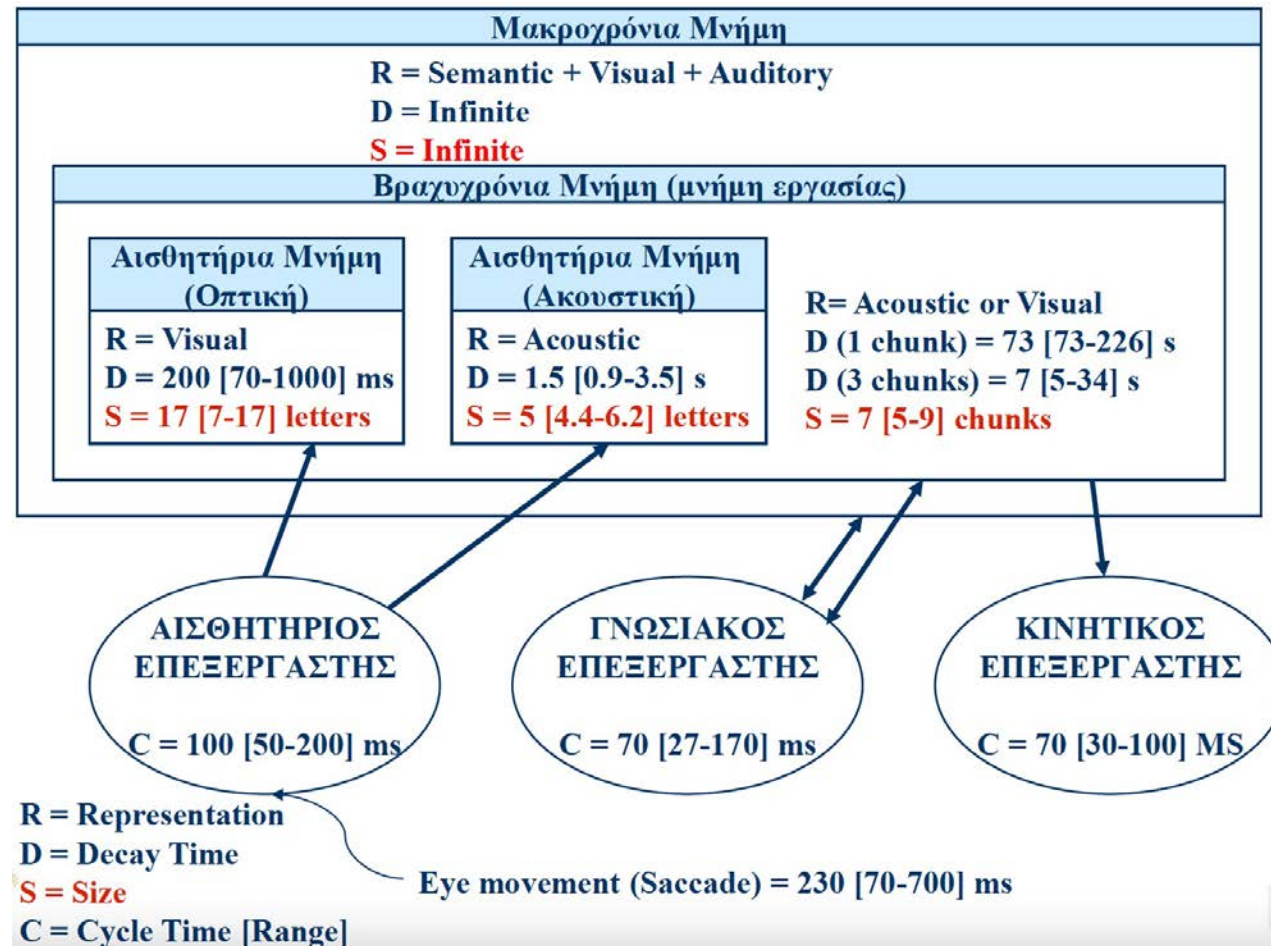 Μακροχρόνια Μνήμη
R = Semantic + Visual + Auditory
D = Infinite
S = Infinite
Βραχυχρόνια Μνήμη (μνήμη εργασίας)
Αισθητήρια Μνήμη
(Οπτική)
R = Visual
D = 200 [70-1000] ms
S = 17 [7-17] letters
Αισθητήρια Μνήμη
(Ακουστική)
R = Acoustic
D = 1.5 [0.9-3.5] s
S = 5 [4.4-6.2] letters
R= Acoustic or Visual
D (1 chunk) = 73 [73-226] s
D (3 chunks) = 7 [5-34] s
S = 7 [5-9] chunks
ΑΙΣΘΗΤΗΡΙΟΣ
ΕΠΕΞΕΡΓΑΣΤΗΣ
C = 100 [50-200] ms
ΓΝΩΣΙΑΚΟΣ
ΕΠΕΞΕΡΓΑΣΤΗΣ
C = 70 [27-170] ms
ΚΙΝΗΤΙΚΟΣ
ΕΠΕΞΕΡΓΑΣΤΗΣ
C = 70 [30-100] MS
R = Representation
D = Decay Time
S = Size
C = Cycle Time [Range]
Eye movement (Saccade) = 230 [70-700] ms